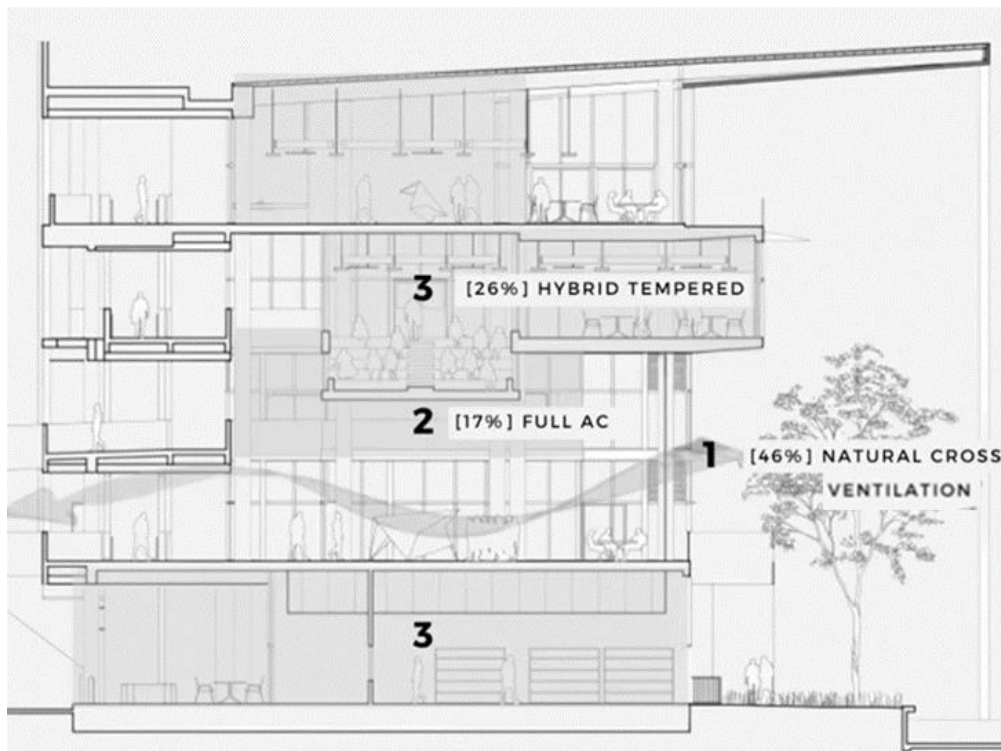 3 [26%] HYBRID TEMPERED
2 [17%] FULL AC
1 [46%] NATURAL CROSS
VENTILATION
3